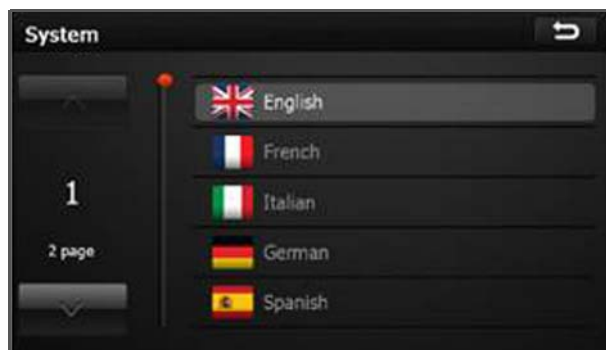 System
English
French
1
Italian
2 page
German
Spanish